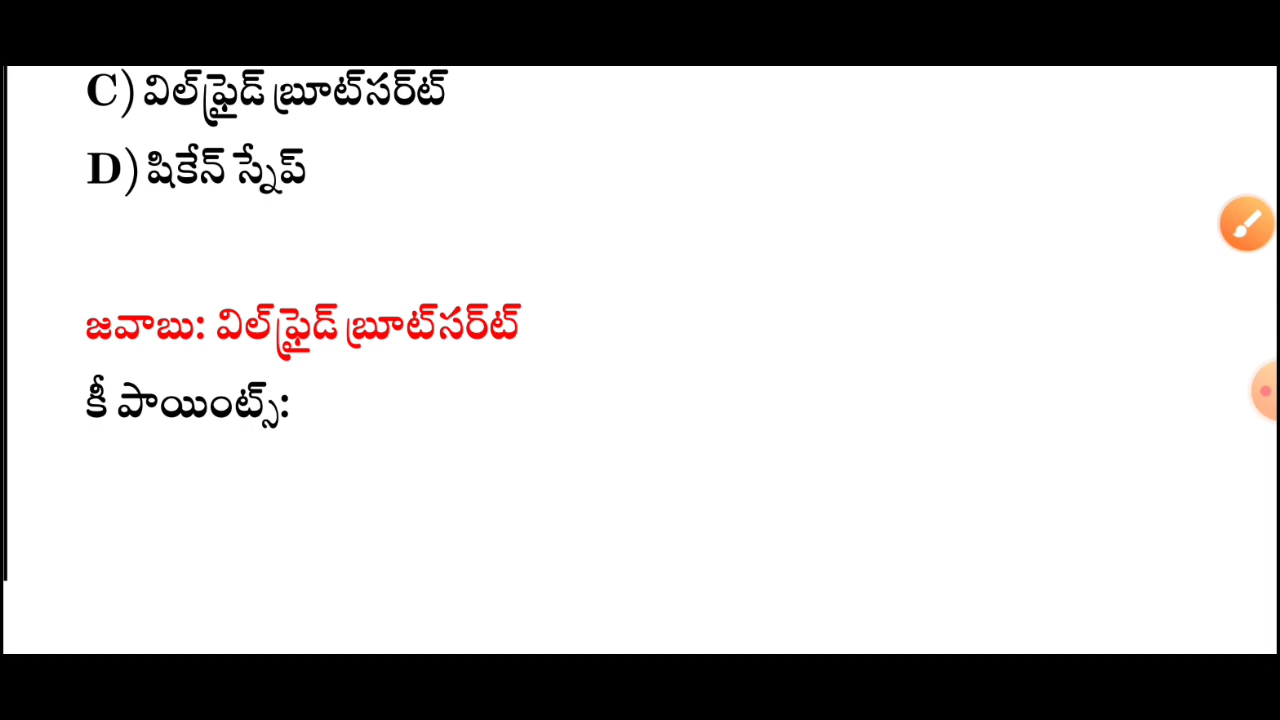 C) విల్‌ఫ్రైడ్ బ్రూట్‌సర్ట్
D) షికేన్ స్నేప్
జవాబు: విల్‌ఫ్రైడ్ బ్రూట్‌సర్ట్
కీ పాయింట్స్: